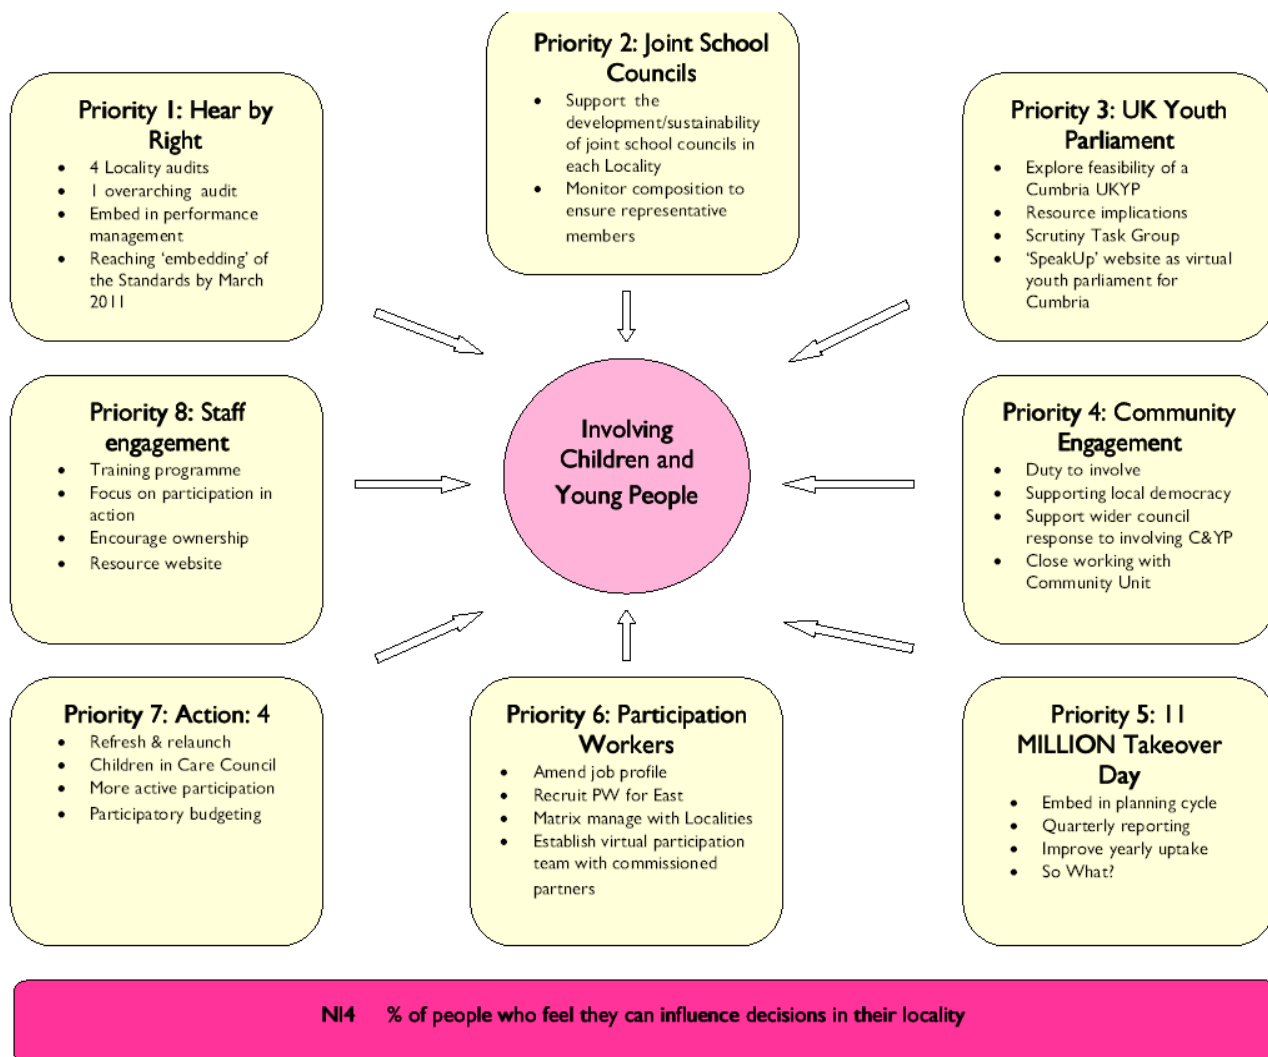 Priority 1: Hear by
Right
• 4 Locality audits
• 1 overarching audit
• Embed in performance
management
• Reaching ‘embedding’ of
the Standards by March
2011
Priority 2: Joint School
Councils
• Support the
development/sustainability
of joint school councils in
each Locality
• Monitor composition to
ensure representative
members
Priority 3: UK Youth
Parliament
• Explore feasibility of a
Cumbria UKYP
• Resource implications
• Scrutiny Task Group
• ‘SpeakUp’ website as virtual
youth parliament for
Cumbria
Priority 8: Staff
engagement
• Training programme
• Focus on participation in
action
• Encourage ownership
• Resource website
Involving
Children and
Young People
Priority 4: Community
Engagement
• Duty to involve
• Supporting local democracy
• Support wider council
response to involving C&YP
• Close working with
Community Unit
Priority 7: Action: 4
• Refresh & relaunch
• Children in Care Council
• More active participation
• Participatory budgeting
Priority 6: Participation
Workers
• Amend job profile
• Recruit PW for East
• Matrix manage with Localities
• Establish virtual participation
team with commissioned
partners
Priority 5: 11
MILLION Takeover
Day
• Embed in planning cycle
• Quarterly reporting
• Improve yearly uptake
• So What?
NI4 % of people who feel they can influence decisions in their locality